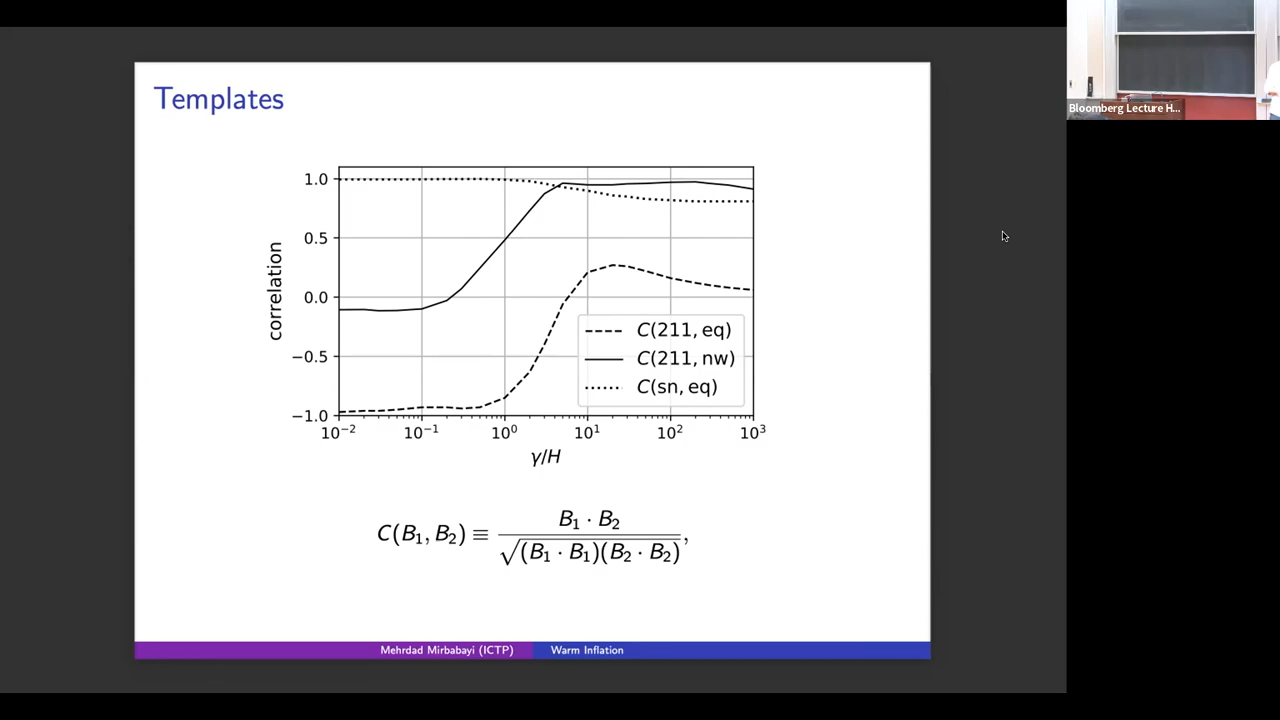 Bloomberg Lecture H...
Templates
correlation
1.0
0.5
0.0
−0.5
−1.0
10⁻²
10⁻¹
10⁰
10¹
10²
10³
γ/H
C(211, eq)
C(211, nw)
C(sn, eq)
C(B₁, B₂) ≡ B₁ · B₂ / √(B₁ · B₁)(B₂ · B₂),
Mehrdad Mirbabayi (ICTP)
Warm Inflation